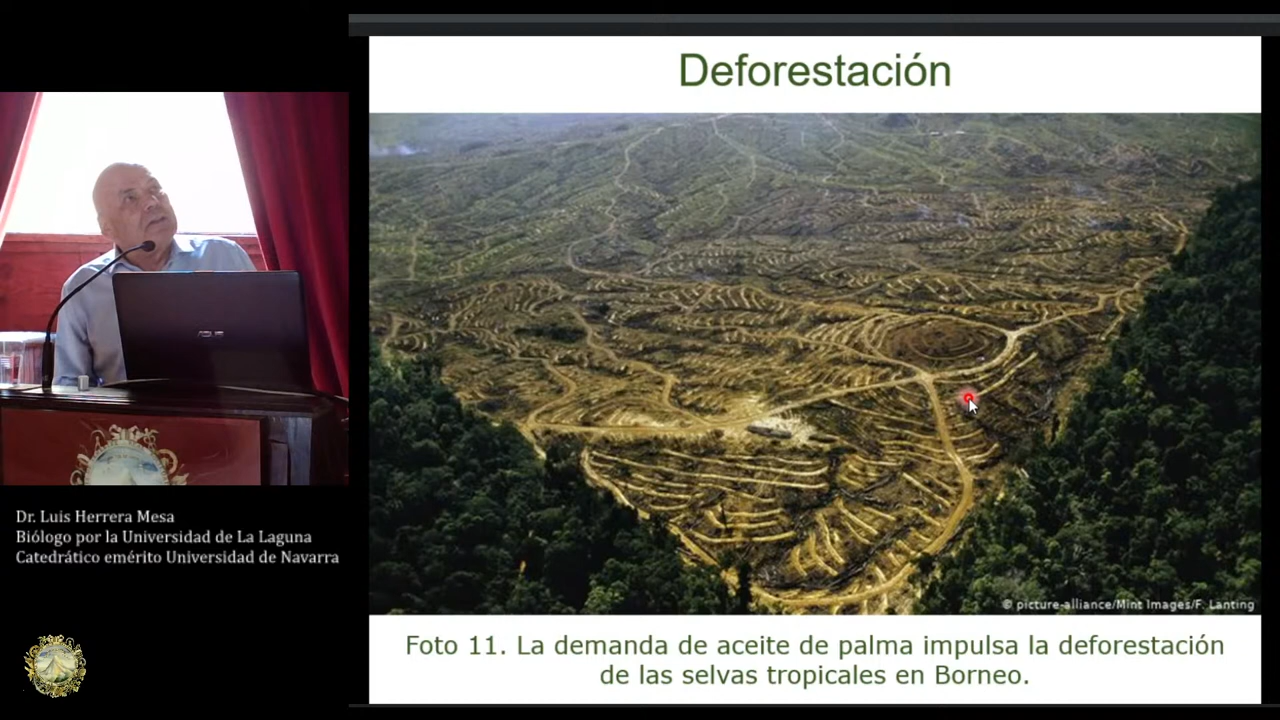 Deforestación
ASUS
Dr. Luis Herrera Mesa
Biólogo por la Universidad de La Laguna
Catedrático emérito Universidad de Navarra
© picture-alliance/Mint Images/F. Lanting
Foto 11. La demanda de aceite de palma impulsa la deforestación
de las selvas tropicales en Borneo.